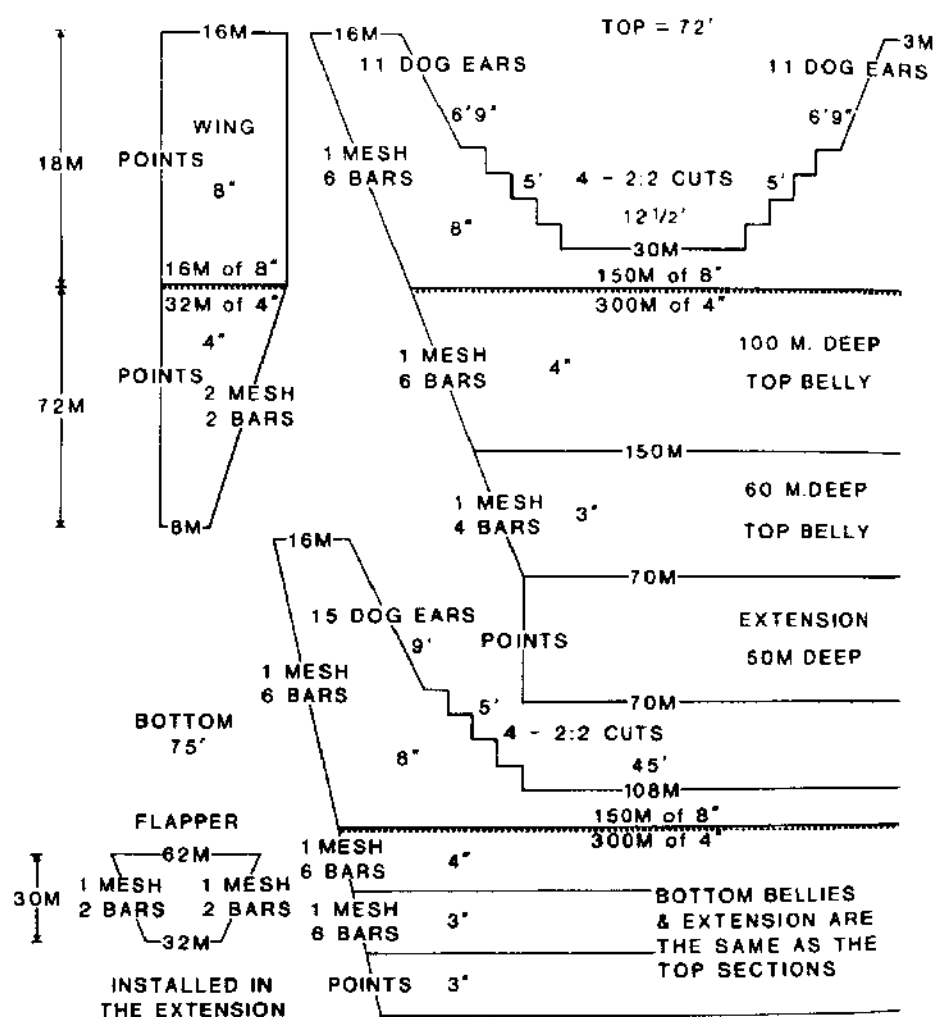 16M
16M
TOP = 72'
3M
11 DOG EARS
11 DOG EARS
6'9"
6'9"
WING
18M
POINTS
8"
1 MESH
6 BARS
5'
4 - 2:2 CUTS
5'
12 1/2'
8"
30M
16M of 8"
150M of 8"
32M of 4"
300M of 4"
4"
POINTS
72M
2 MESH
2 BARS
1 MESH
6 BARS
4"
100 M. DEEP
TOP BELLY
150M
8M
1 MESH
4 BARS
3"
60 M.DEEP
TOP BELLY
16M
70M
15 DOG EARS
9'
POINTS
EXTENSION
50M DEEP
1 MESH
6 BARS
70M
BOTTOM
75'
5'
4 - 2:2 CUTS
8"
45'
108M
150M of 8"
300M of 4"
FLAPPER
62M
1 MESH
2 BARS
1 MESH
2 BARS
30M
32M
INSTALLED IN
THE EXTENSION
1 MESH
6 BARS
4"
1 MESH
6 BARS
3"
POINTS
3"
BOTTOM BELLIES
& EXTENSION ARE
THE SAME AS THE
TOP SECTIONS